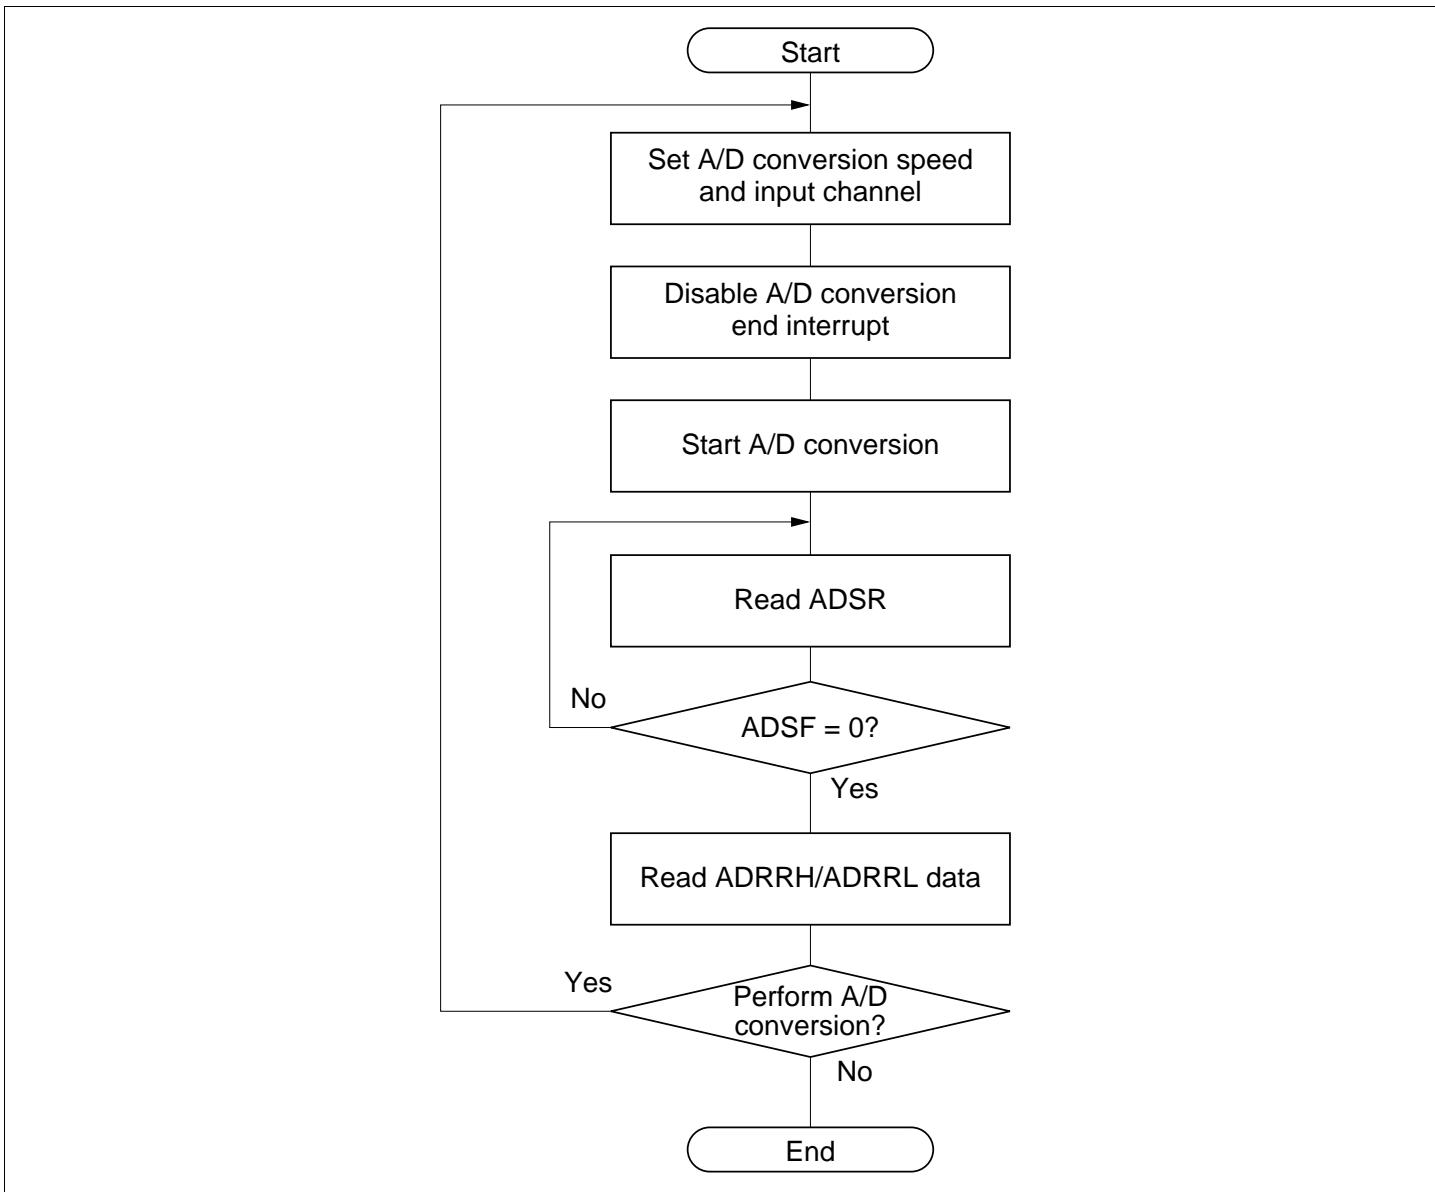 Start
Set A/D conversion speed
and input channel
Disable A/D conversion
end interrupt
Start A/D conversion
Read ADSR
No
ADSF = 0?
Yes
Read ADRRH/ADRRL data
Yes
Perform A/D
conversion?
No
End